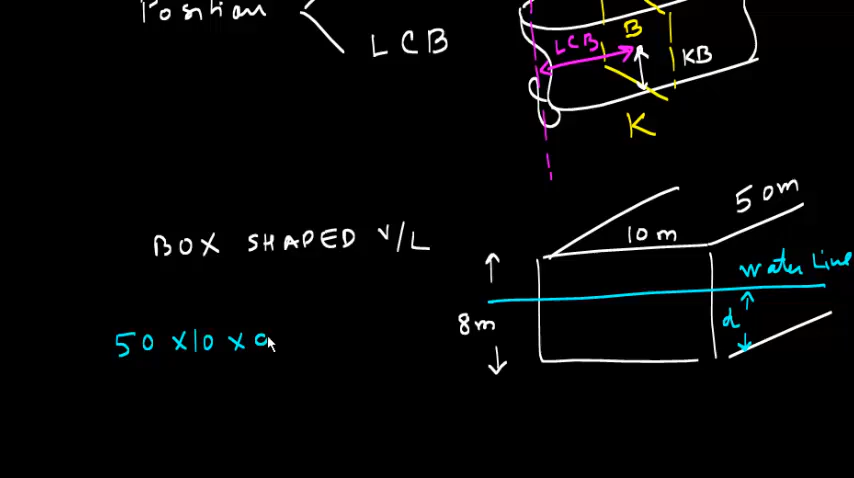 Position
LCB
LCB
B
KB
K
BOX SHAPED V/L
50m
10m
Water Line
8m
d
50 x 10 x